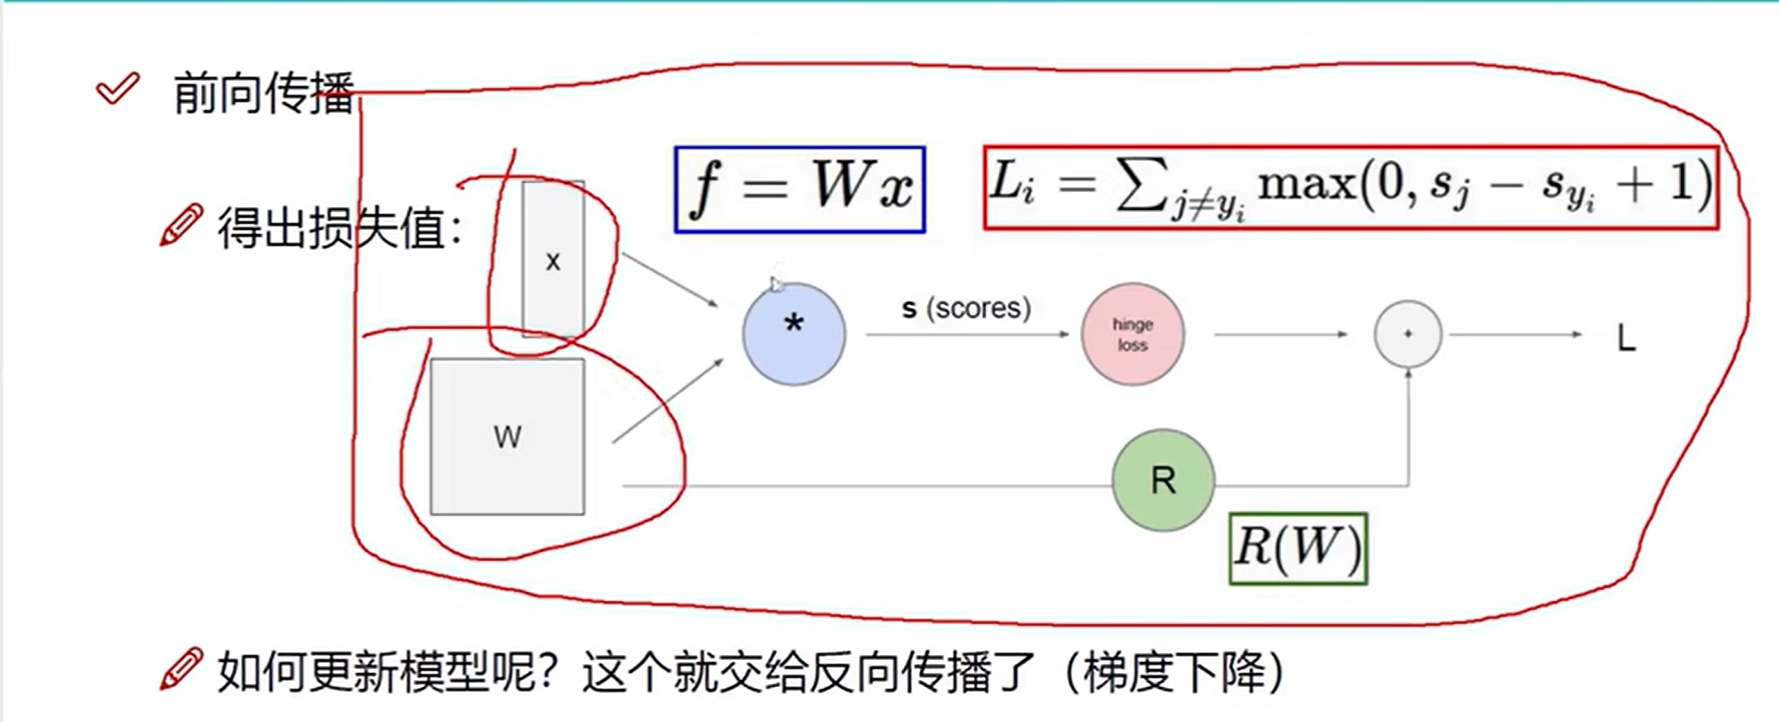 前向传播
f = Wx
L_i = ∑_{j≠y_i} max(0, s_j − s_{y_i} + 1)
得出损失值：
x
*
s (scores)
hinge
loss
+
L
W
R
R(W)
如何更新模型呢？这个就交给反向传播了（梯度下降）